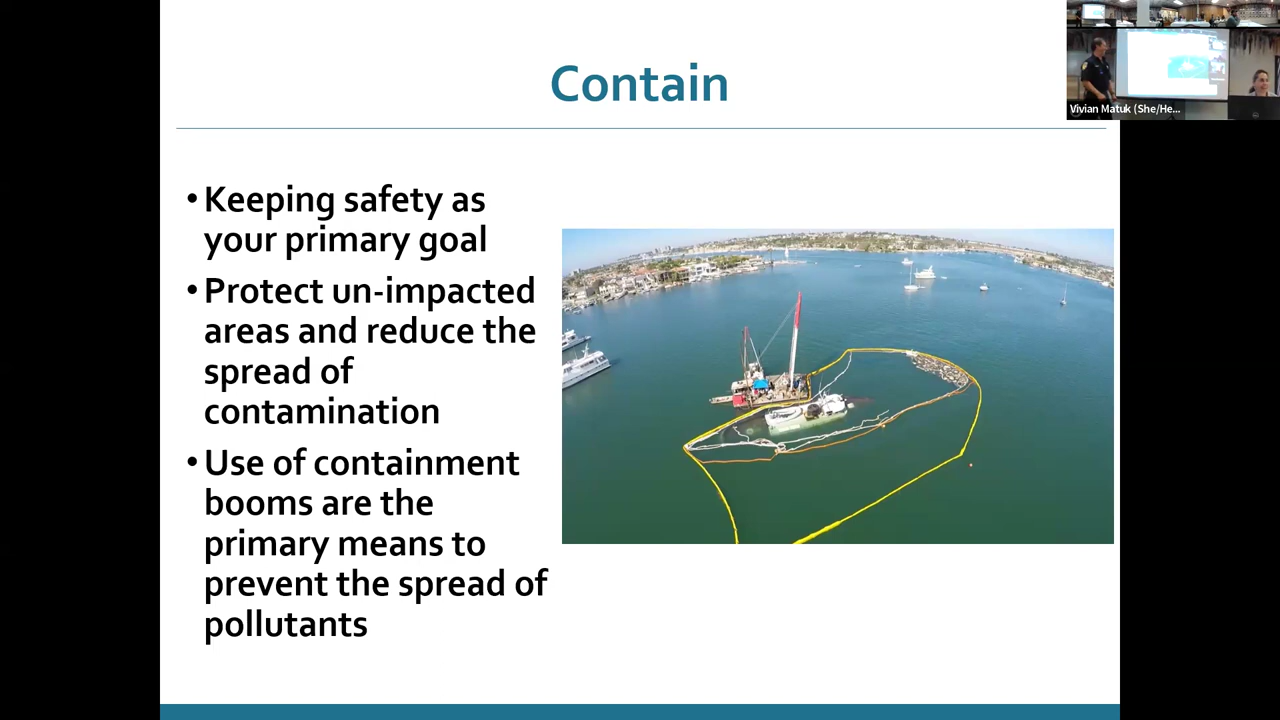 Contain
Vivian Matuk (She/He...
• Keeping safety as
your primary goal
• Protect un-impacted
areas and reduce the
spread of
contamination
• Use of containment
booms are the
primary means to
prevent the spread of
pollutants